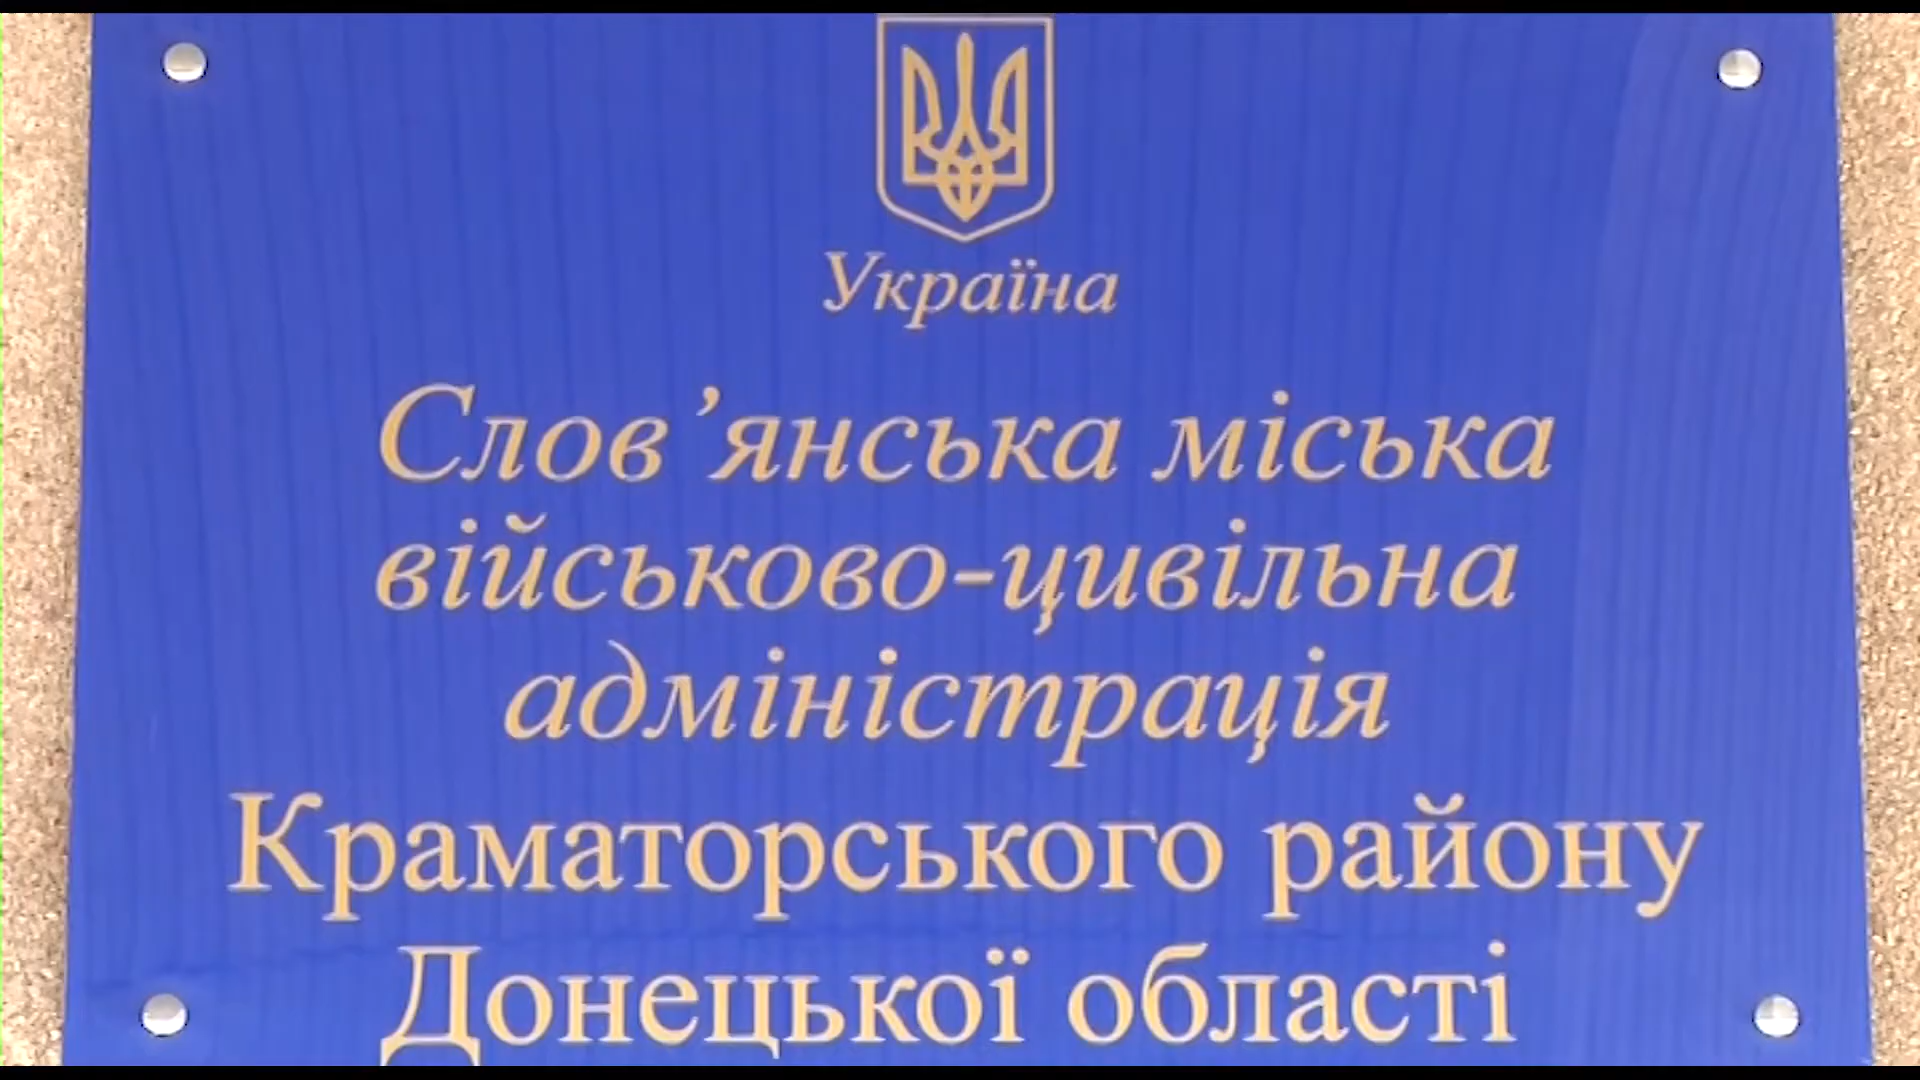 Україна
Слов’янська міська
військово-цивільна
адміністрація
Краматорського району
Донецької області